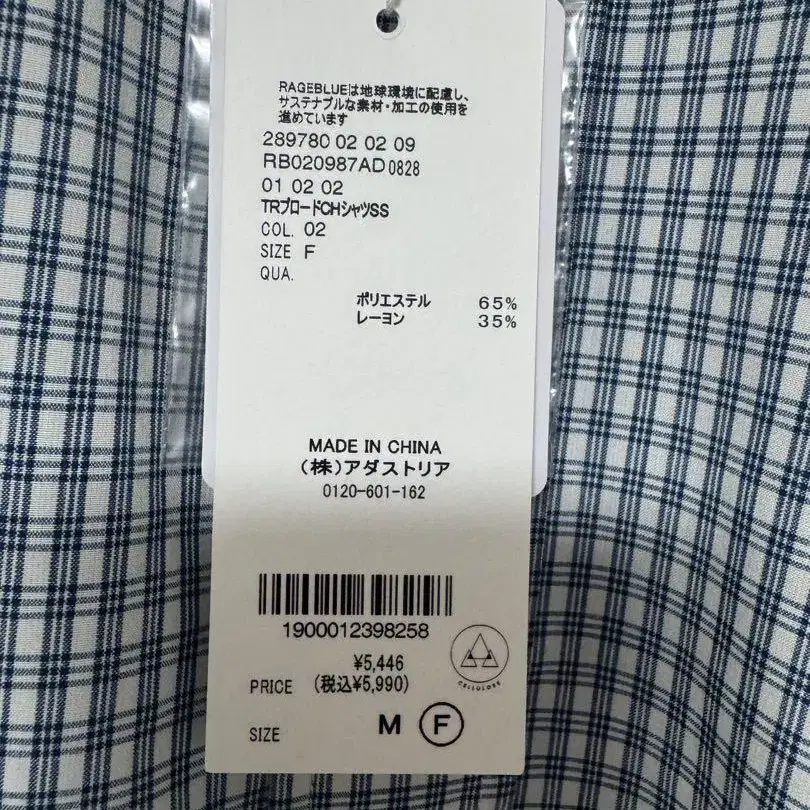 RAGEBLUEは地球環境に配慮し、
サステナブルな素材・加工の使用を
進めています
289780 02 02 09
RB020987AD 0828
01 02 02
TRブロードCHシャツSS
COL. 02
SIZE F
QUA.
ポリエステル 65%
レーヨン 35%
MADE IN CHINA
(株)アダストリア
0120-601-162
1900012398258
¥5,446
PRICE (税込¥5,990)
CELLULOSE
SIZE M F